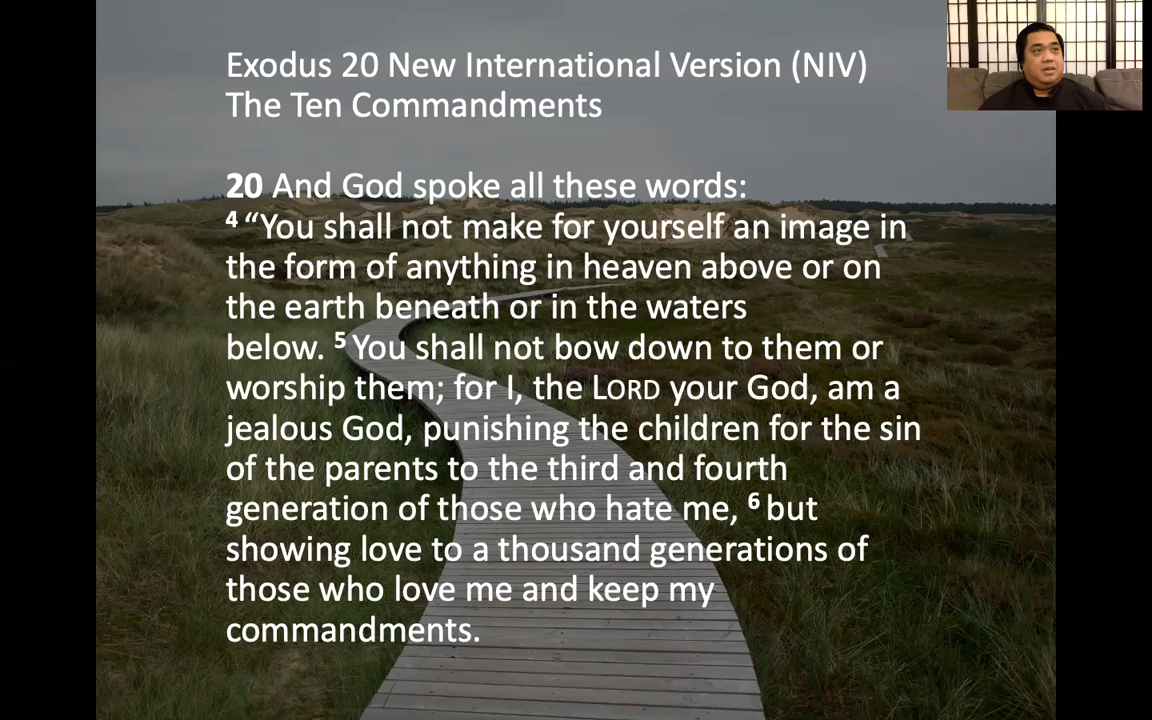 Exodus 20 New International Version (NIV)
The Ten Commandments
20 And God spoke all these words:
4 “You shall not make for yourself an image in
the form of anything in heaven above or on
the earth beneath or in the waters
below. 5 You shall not bow down to them or
worship them; for I, the LORD your God, am a
jealous God, punishing the children for the sin
of the parents to the third and fourth
generation of those who hate me, 6 but
showing love to a thousand generations of
those who love me and keep my
commandments.